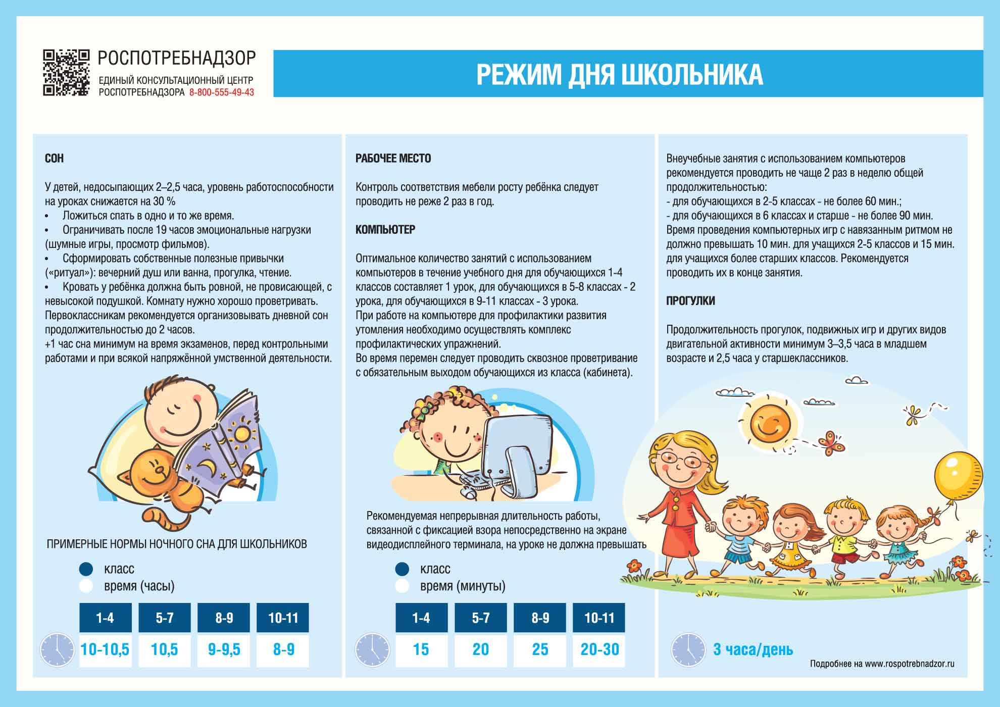 РОСПОТРЕБНАДЗОР
ЕДИНЫЙ КОНСУЛЬТАЦИОННЫЙ ЦЕНТР
РОСПОТРЕБНАДЗОРА 8-800-555-49-43
РЕЖИМ ДНЯ ШКОЛЬНИКА
СОН
У детей, недосыпающих 2–2,5 часа, уровень работоспособности
на уроках снижается на 30 %
• Ложиться спать в одно и то же время.
• Ограничивать после 19 часов эмоциональные нагрузки
(шумные игры, просмотр фильмов).
• Сформировать собственные полезные привычки
(«ритуал»): вечерний душ или ванна, прогулка, чтение.
• Кровать у ребёнка должна быть ровной, не провисающей, с
невысокой подушкой. Комнату нужно хорошо проветривать.
Первоклассникам рекомендуется организовывать дневной сон
продолжительностью до 2 часов.
+1 час сна минимум на время экзаменов, перед контрольными
работами и при всякой напряжённой умственной деятельности.
ПРИМЕРНЫЕ НОРМЫ НОЧНОГО СНА ДЛЯ ШКОЛЬНИКОВ
класс
время (часы)
1-4 5-7 8-9 10-11
10-10,5 10,5 9-9,5 8-9
РАБОЧЕЕ МЕСТО
Контроль соответствия мебели росту ребёнка следует
проводить не реже 2 раз в год.
КОМПЬЮТЕР
Оптимальное количество занятий с использованием
компьютеров в течение учебного дня для обучающихся 1-4
классов составляет 1 урок, для обучающихся в 5-8 классах - 2
урока, для обучающихся в 9-11 классах - 3 урока.
При работе на компьютере для профилактики развития
утомления необходимо осуществлять комплекс
профилактических упражнений.
Во время перемен следует проводить сквозное проветривание
с обязательным выходом обучающихся из класса (кабинета).
Рекомендуемая непрерывная длительность работы,
связанной с фиксацией взора непосредственно на экране
видеодисплейного терминала, на уроке не должна превышать
класс
время (минуты)
1-4 5-7 8-9 10-11
15 20 25 20-30
Внеучебные занятия с использованием компьютеров
рекомендуется проводить не чаще 2 раз в неделю общей
продолжительностью:
- для обучающихся в 2-5 классах - не более 60 мин.;
- для обучающихся в 6 классах и старше - не более 90 мин.
Время проведения компьютерных игр с навязанным ритмом не
должно превышать 10 мин. для учащихся 2-5 классов и 15 мин.
для учащихся более старших классов. Рекомендуется
проводить их в конце занятия.
ПРОГУЛКИ
Продолжительность прогулок, подвижных игр и других видов
двигательной активности минимум 3–3,5 часа в младшем
возрасте и 2,5 часа у старшеклассников.
3 часа/день
Подробнее на www.rospotrebnadzor.ru